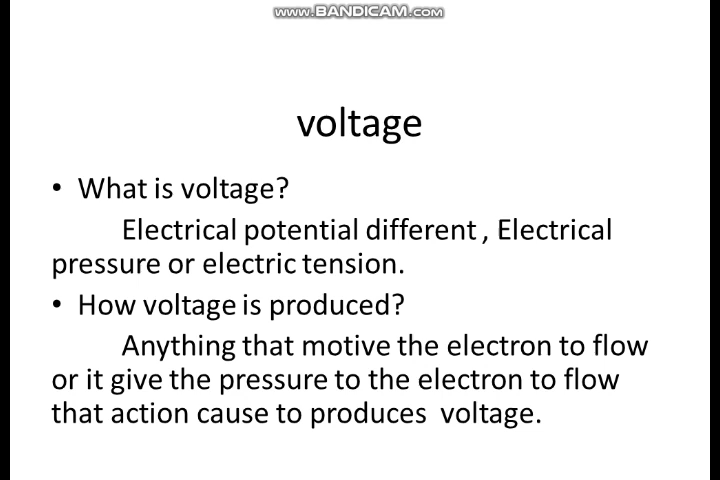 www.BANDICAM.com
voltage
• What is voltage?
Electrical potential different , Electrical
pressure or electric tension.
• How voltage is produced?
Anything that motive the electron to flow
or it give the pressure to the electron to flow
that action cause to produces voltage.